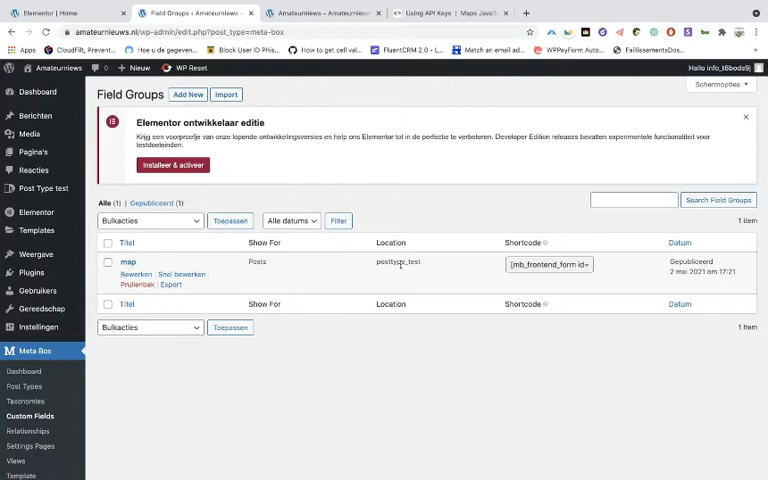 Elementor | Home
Field Groups ‹ Amateurnieuws
Amateurnieuws – Amateurnieuw
Using API Keys | Maps JavaSc
amateurnews.nl/wp-admin/edit.php?post_type=meta-box
Apps
CloudFilt, Prevent...
Hoe u de gegeven...
Block User ID Phis...
How to get cell val...
FluentCRM 2.0 - L...
Match an email ad...
WPPayForm Auto...
FaillissementsDos...
Amateurnieuws
0
Nieuw
WP Reset
Hallo info_t6bods9j
Dashboard
Berichten
Media
Pagina's
Reacties
Post Type test
Elementor
Templates
Weergave
Plugins
Gebruikers
Gereedschap
Instellingen
Meta Box
Dashboard
Post Types
Taxonomies
Custom Fields
Relationships
Settings Pages
Views
Template
Schermopties
Field Groups
Add New
Import
Elementor ontwikkelaar editie
Krijg een voorproefje van onze lopende ontwikkelingsversies en help ons Elementor tot in de perfectie te verbeteren. Developer Edition releases bevatten experimentele functionaliteit voor
testdoeleinden.
Installeer & activeer
Alle (1) | Gepubliceerd (1)
Search Field Groups
Bulkacties
Toepassen
Alle datums
Filter
1 item
Titel
Show For
Location
Shortcode
Datum
map
Posts
posttype_test
[mb_frontend_form id=
Gepubliceerd
2 mei 2021 om 17:21
Bewerken | Snel bewerken |
Prullenbak | Export
Titel
Show For
Location
Shortcode
Datum
Bulkacties
Toepassen
1 item